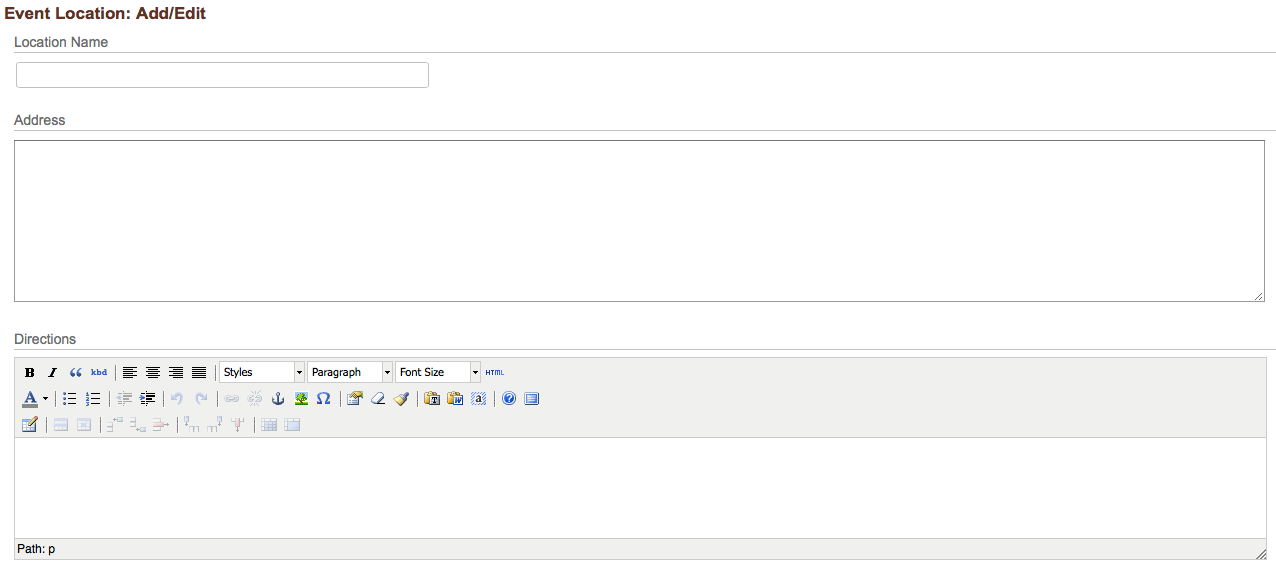 Event Location: Add/Edit
Location Name
Address
Directions
B I “ kbd Styles Paragraph Font Size HTML
A Ω T W a ?
Path: p